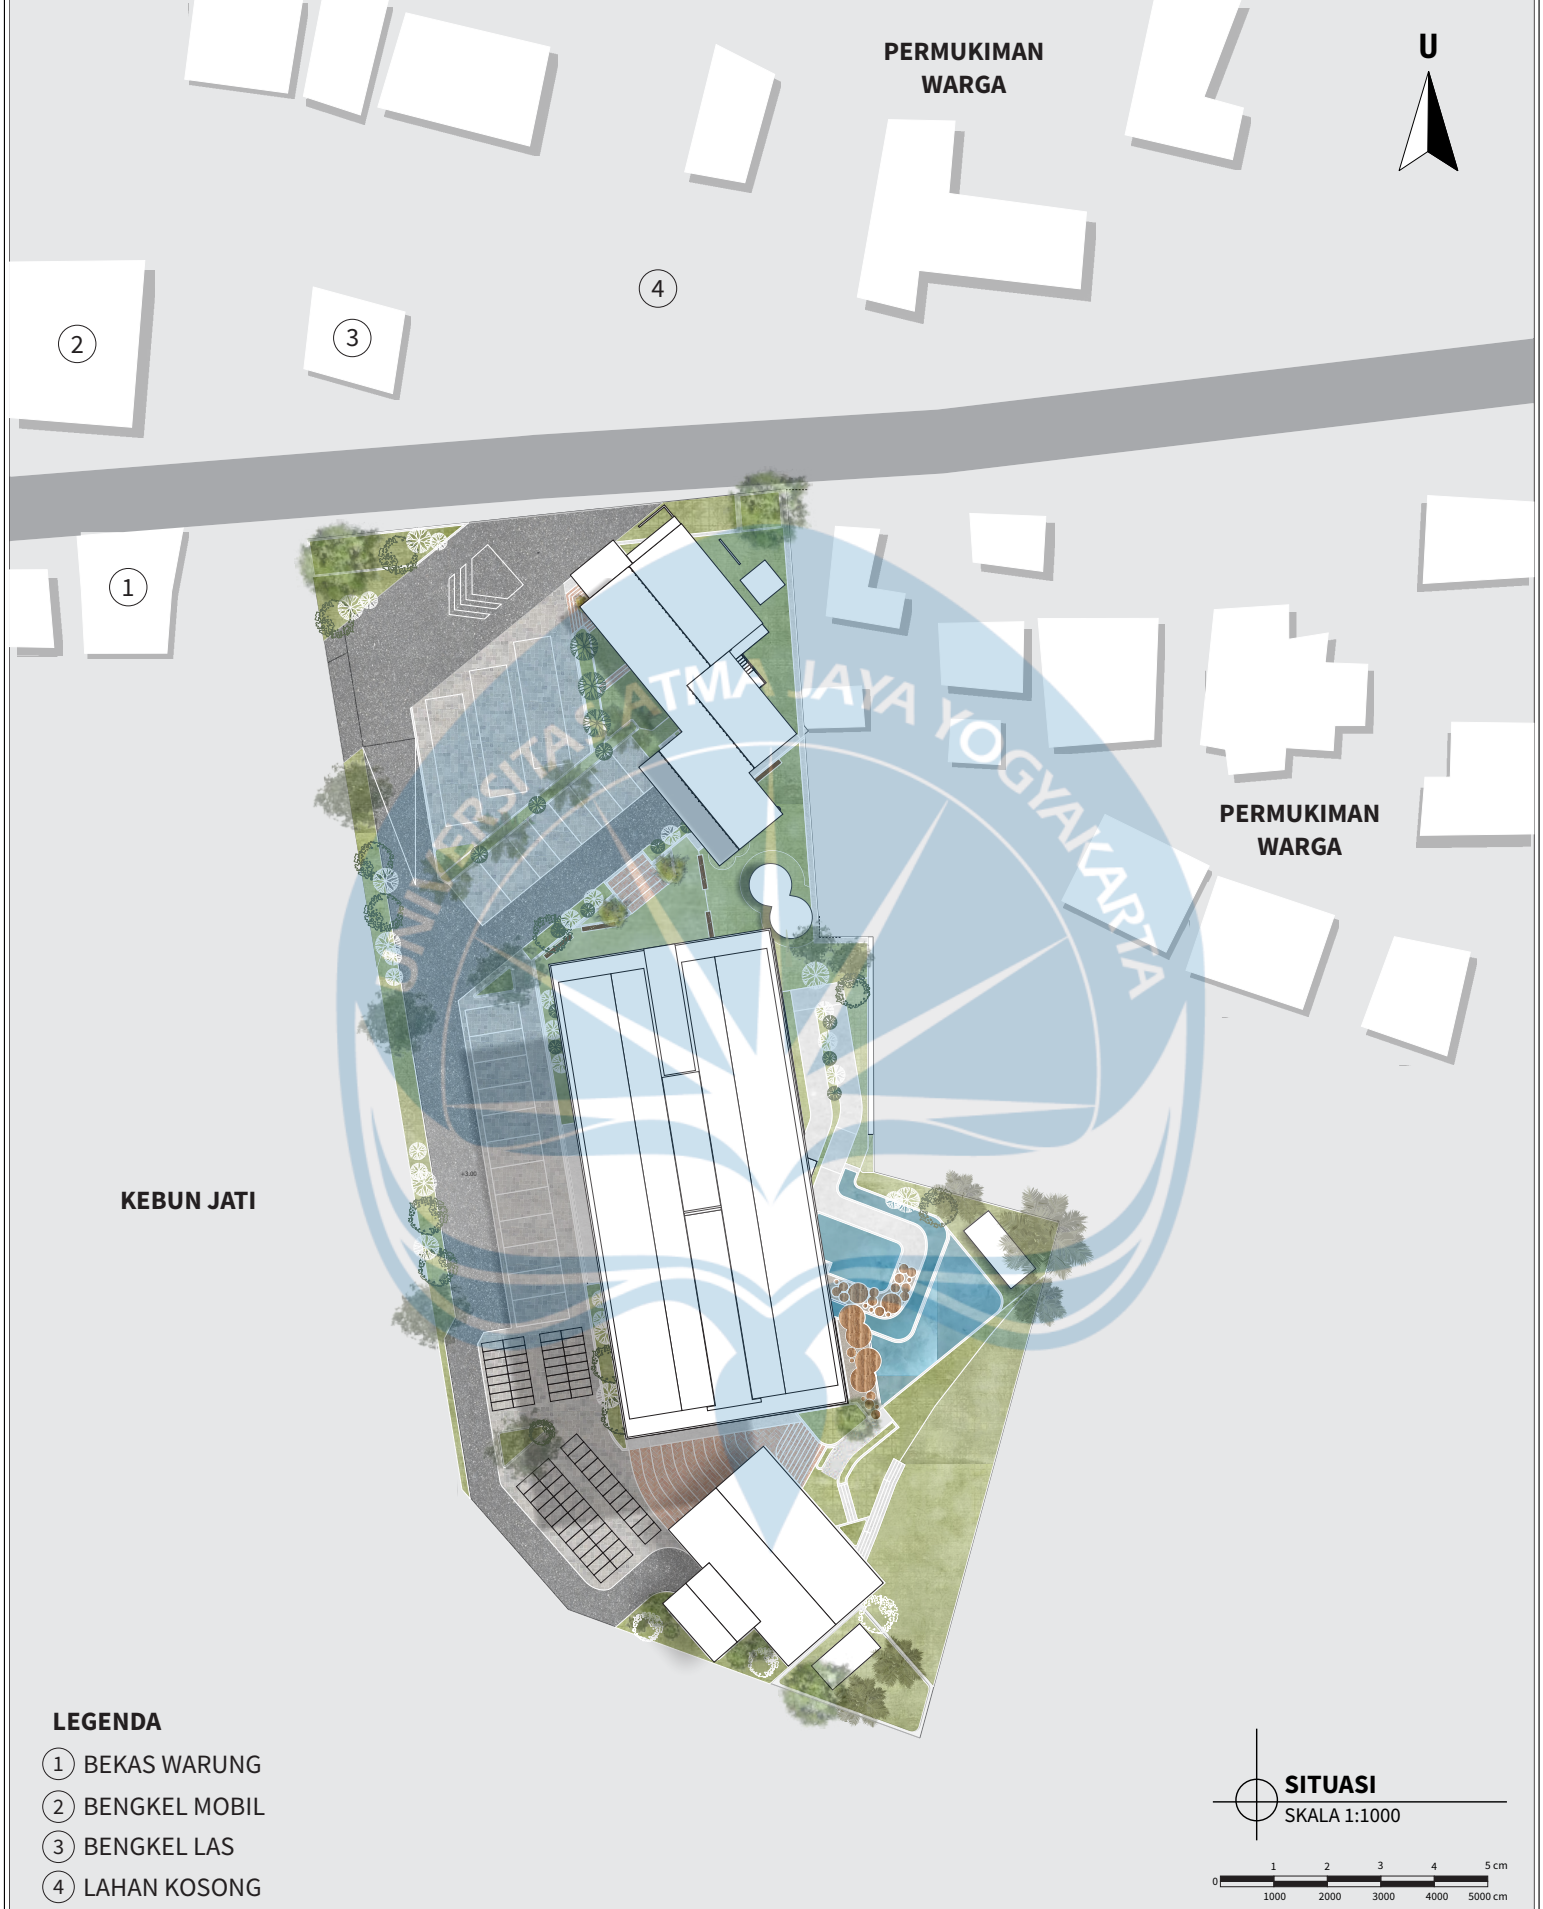 PERMUKIMAN
WARGA
U
4
2
3
1
UNIVERSITAS ATMA JAYA YOGYAKARTA
PERMUKIMAN
WARGA
+3.00
KEBUN JATI
LEGENDA
1 BEKAS WARUNG
2 BENGKEL MOBIL
3 BENGKEL LAS
4 LAHAN KOSONG
SITUASI
SKALA 1:1000
1 2 3 4 5 cm
0
1000 2000 3000 4000 5000 cm